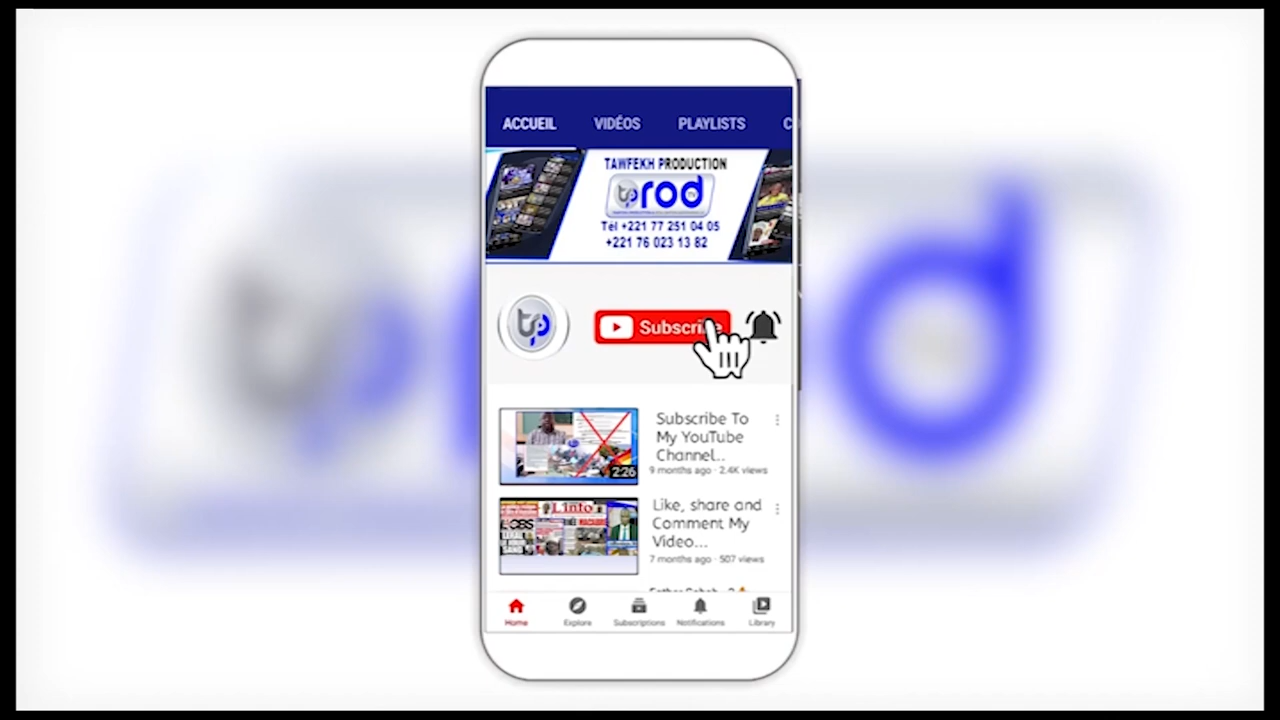 ACCUEIL VIDÉOS PLAYLISTS
TAWFEKH PRODUCTION
tprod
Tél +221 77 251 04 05
+221 76 023 13 82
tp
Subscribe
Subscribe To
My YouTube
Channel..
9 months ago · 2.4K views
2:26
Like, share and
Comment My
Video...
7 months ago · 507 views
L'info
Home Explore Subscriptions Notifications Library